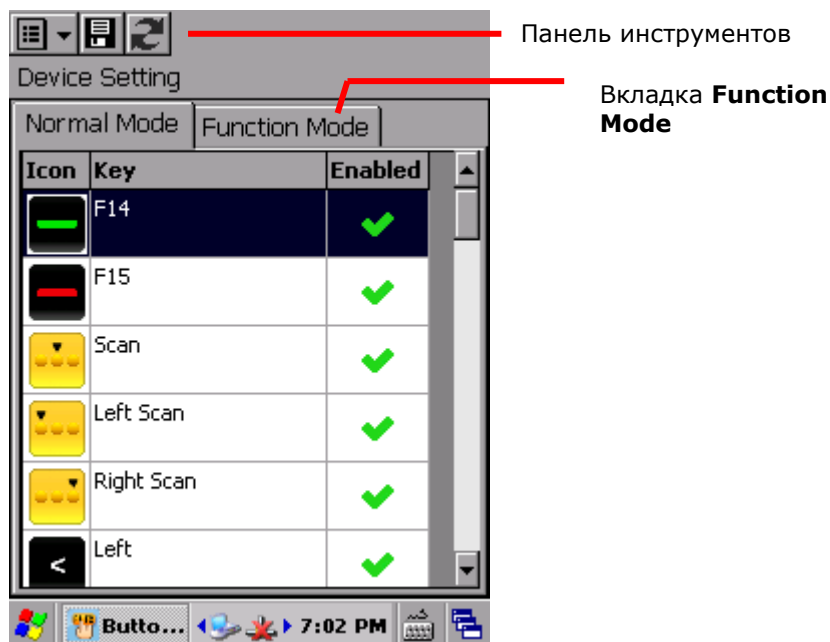 Панель инструментов
Device Setting
Вкладка Function
Mode
Normal Mode Function Mode
Icon Key Enabled
F14
F15
Scan
Left Scan
Right Scan
< Left
Butto... 7:02 PM